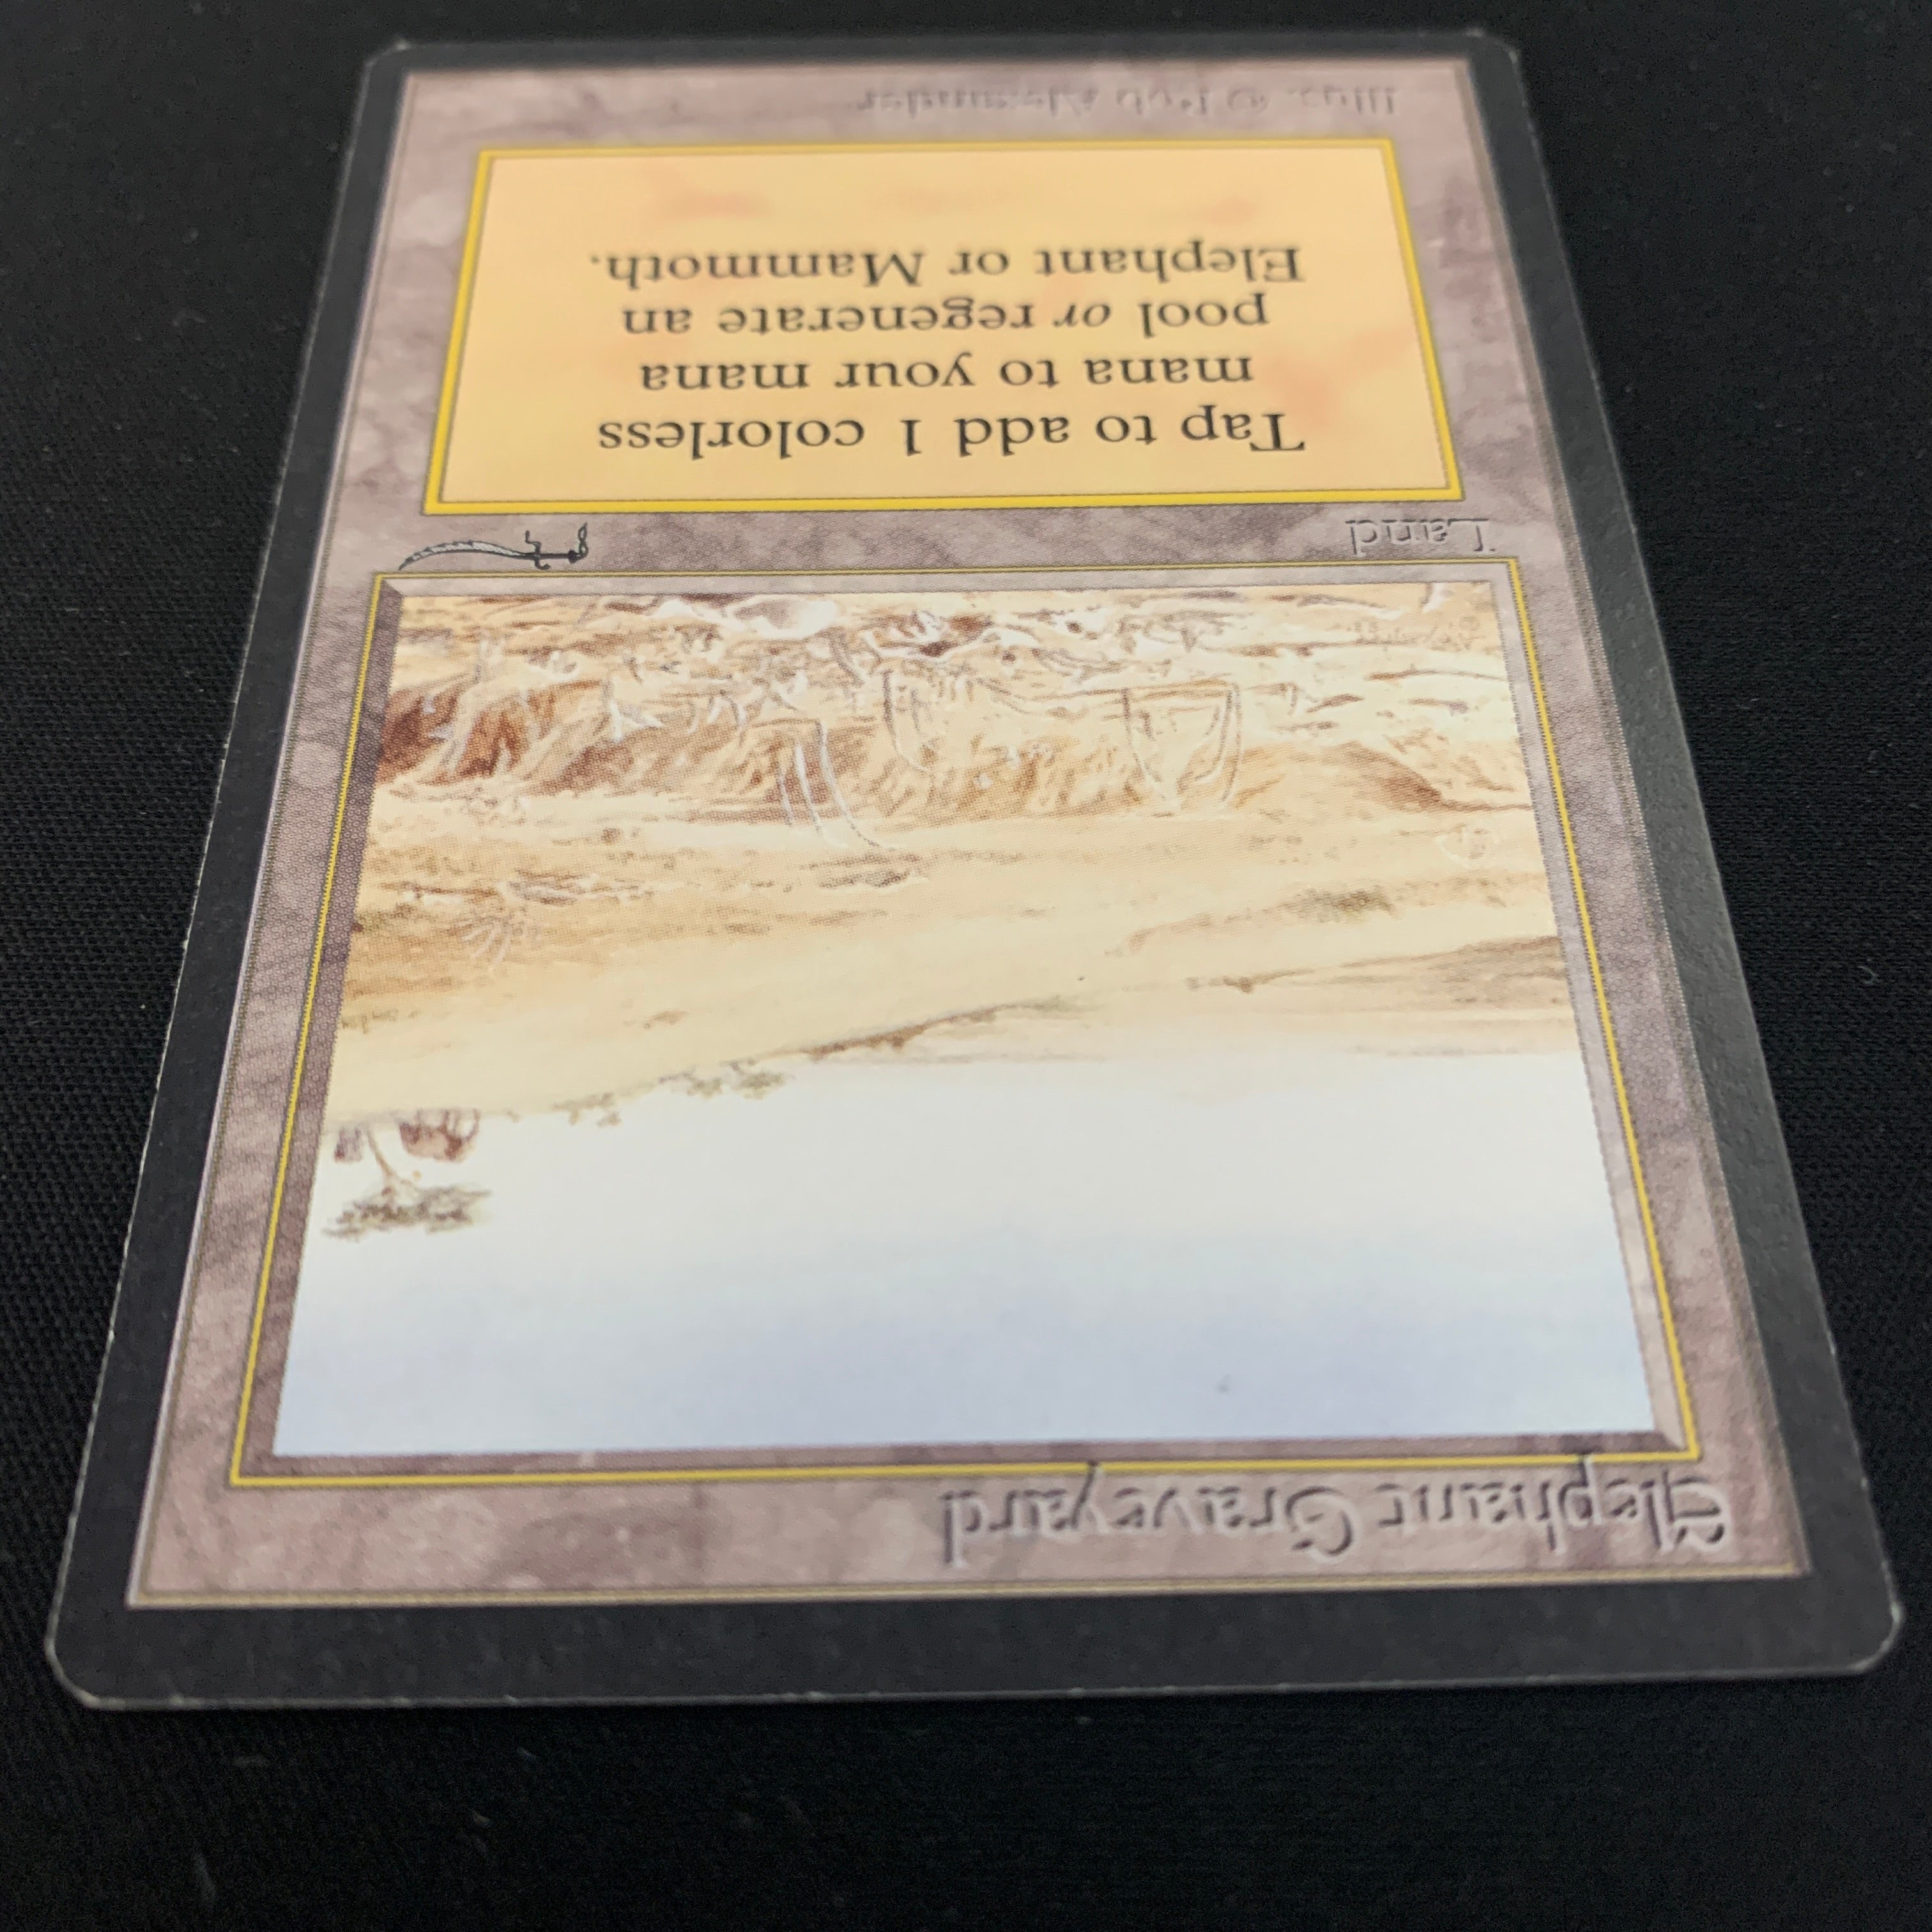 Elephant Graveyard
Land
Tap to add 1 colorless
mana to your mana
pool or regenerate an
Elephant or Mammoth.
Illus. © Rob Alexander